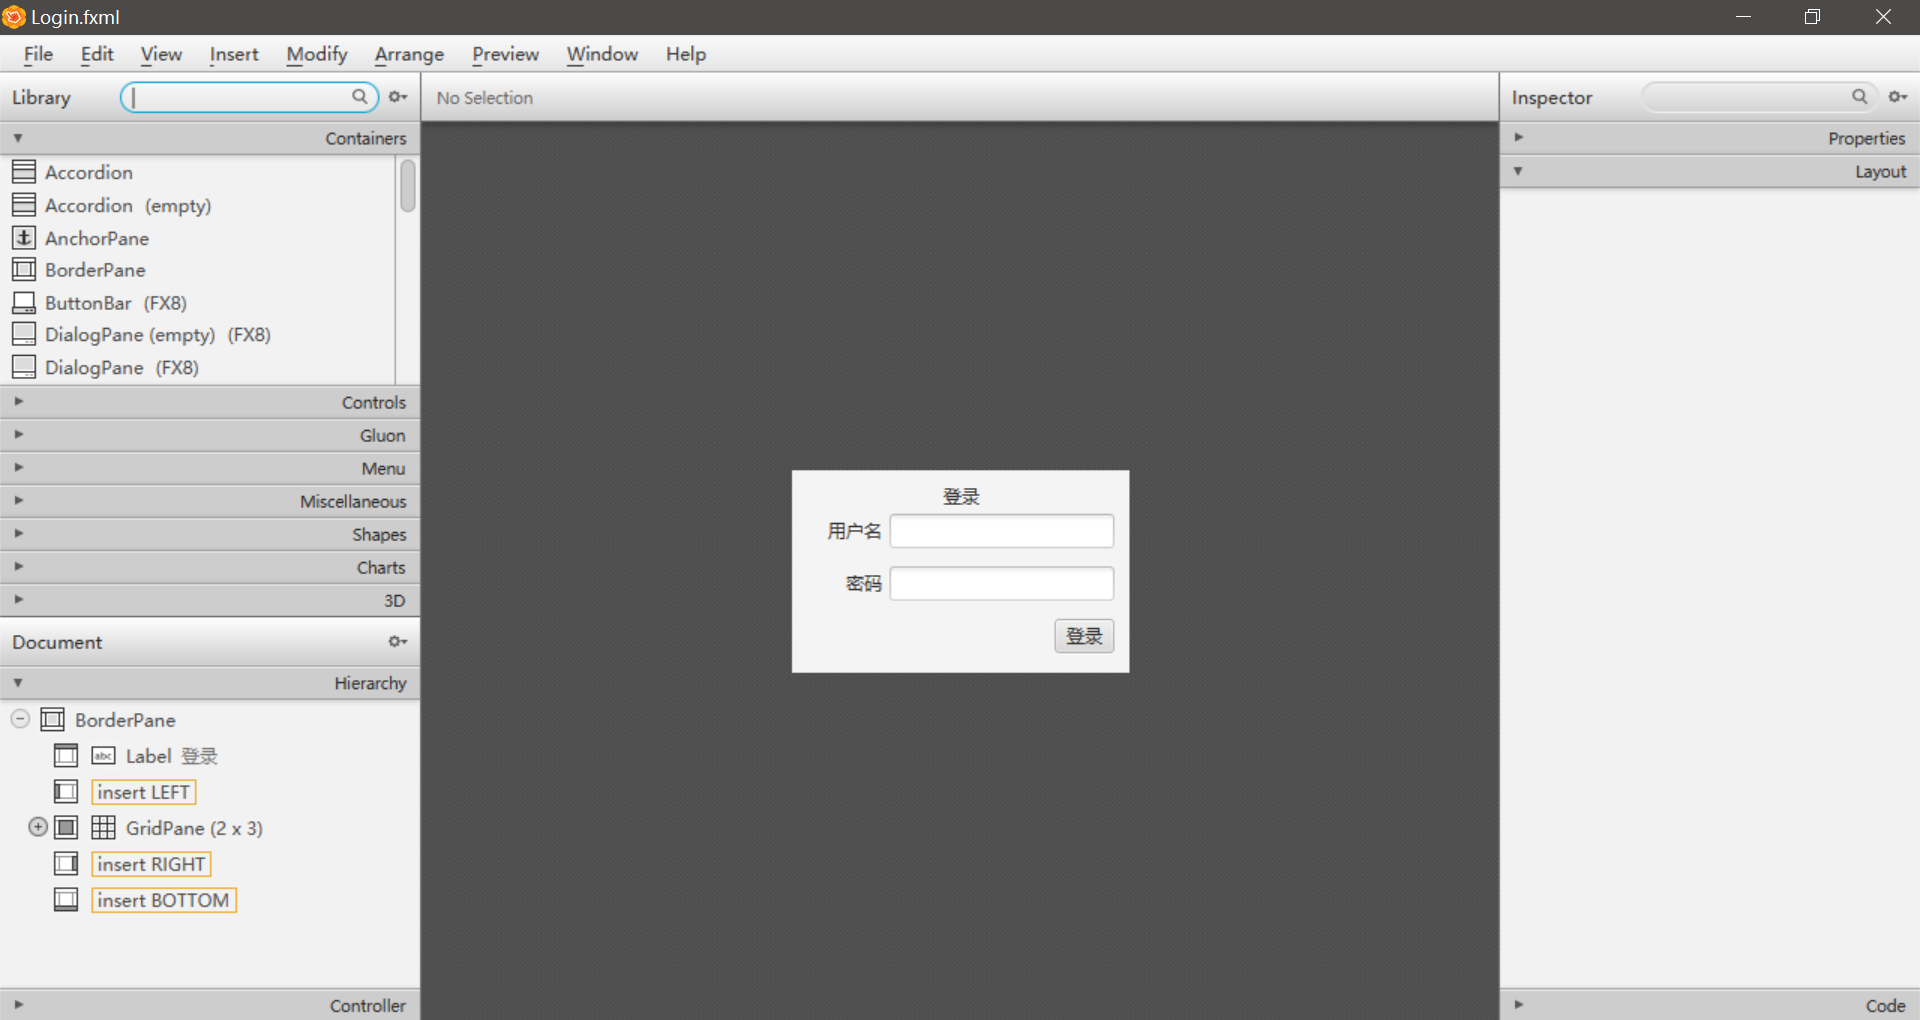 Login.fxml
File Edit View Insert Modify Arrange Preview Window Help
Library
No Selection
Inspector
Containers
Accordion
Accordion (empty)
AnchorPane
BorderPane
ButtonBar (FX8)
DialogPane (empty) (FX8)
DialogPane (FX8)
Controls
Gluon
Menu
Miscellaneous
Shapes
Charts
3D
Document
Hierarchy
BorderPane
abc Label 登录
insert LEFT
GridPane (2 x 3)
insert RIGHT
insert BOTTOM
Controller
登录
用户名
密码
登录
Properties
Layout
Code